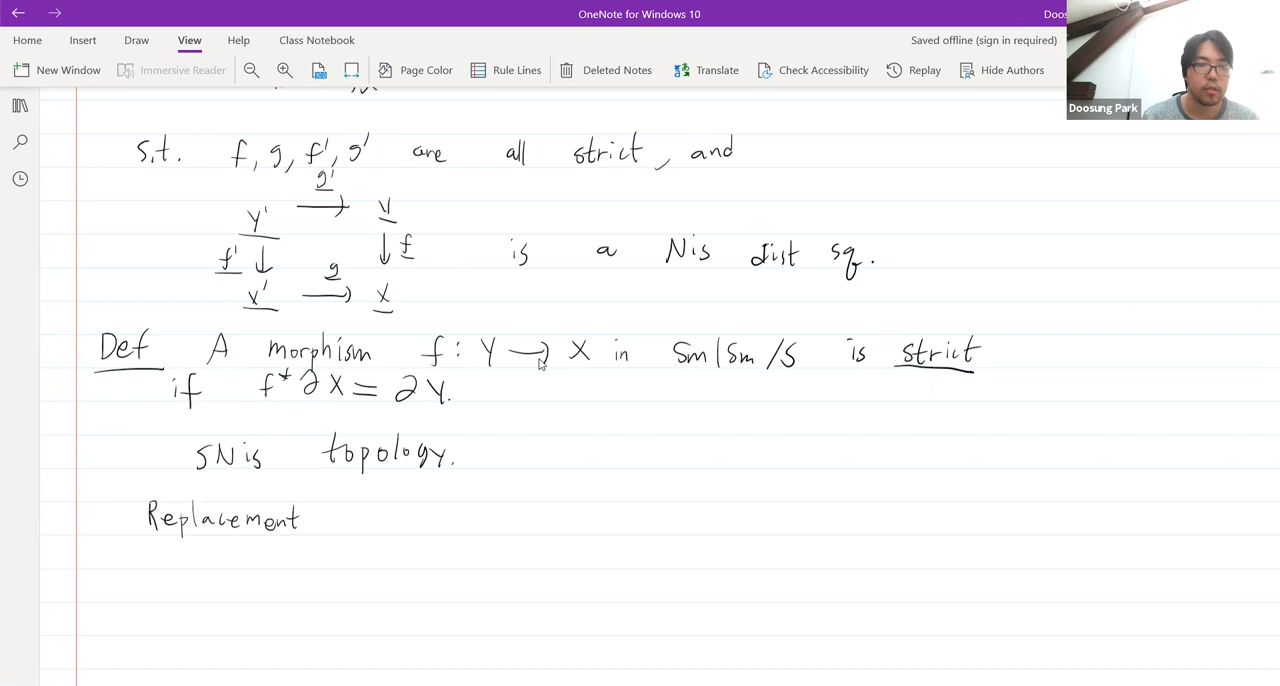 OneNote for Windows 10
Doos
Home Insert Draw View Help Class Notebook
Saved offline (sign in required)
New Window Immersive Reader Page Color Rule Lines Deleted Notes Translate Check Accessibility Replay Hide Authors
Doosung Park
s.t. f, g, f', g' are all strict, and
g'
Y' → Y
f' ↓ ↓ f is a Nis dist sq.
g
X' → X
Def A morphism f : Y → X in Sm|Sm/S is strict
if f*∂X = ∂Y.
sNis topology.
Replacement